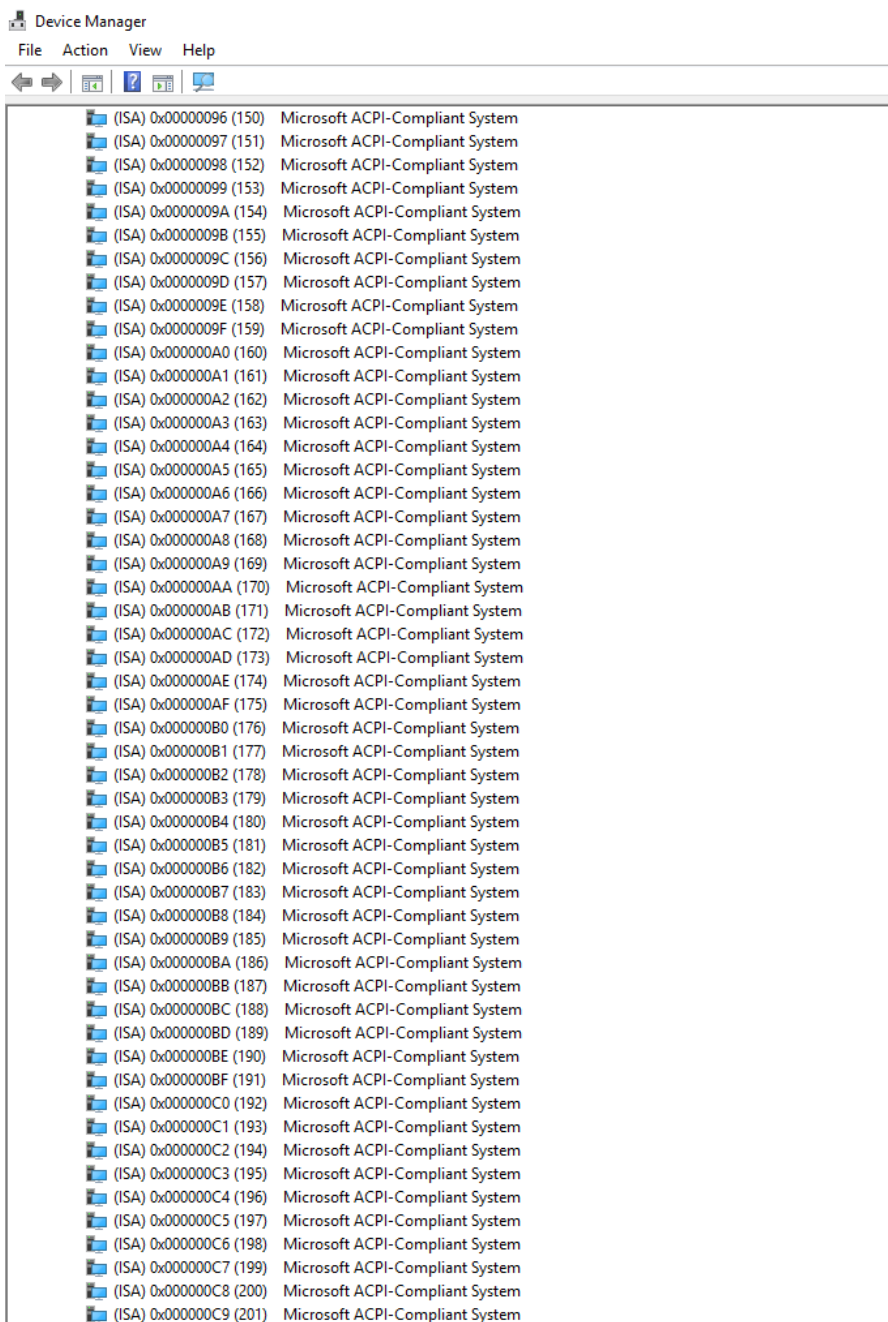 Device Manager
File Action View Help
(ISA) 0x00000096 (150) Microsoft ACPI-Compliant System
(ISA) 0x00000097 (151) Microsoft ACPI-Compliant System
(ISA) 0x00000098 (152) Microsoft ACPI-Compliant System
(ISA) 0x00000099 (153) Microsoft ACPI-Compliant System
(ISA) 0x0000009A (154) Microsoft ACPI-Compliant System
(ISA) 0x0000009B (155) Microsoft ACPI-Compliant System
(ISA) 0x0000009C (156) Microsoft ACPI-Compliant System
(ISA) 0x0000009D (157) Microsoft ACPI-Compliant System
(ISA) 0x0000009E (158) Microsoft ACPI-Compliant System
(ISA) 0x0000009F (159) Microsoft ACPI-Compliant System
(ISA) 0x000000A0 (160) Microsoft ACPI-Compliant System
(ISA) 0x000000A1 (161) Microsoft ACPI-Compliant System
(ISA) 0x000000A2 (162) Microsoft ACPI-Compliant System
(ISA) 0x000000A3 (163) Microsoft ACPI-Compliant System
(ISA) 0x000000A4 (164) Microsoft ACPI-Compliant System
(ISA) 0x000000A5 (165) Microsoft ACPI-Compliant System
(ISA) 0x000000A6 (166) Microsoft ACPI-Compliant System
(ISA) 0x000000A7 (167) Microsoft ACPI-Compliant System
(ISA) 0x000000A8 (168) Microsoft ACPI-Compliant System
(ISA) 0x000000A9 (169) Microsoft ACPI-Compliant System
(ISA) 0x000000AA (170) Microsoft ACPI-Compliant System
(ISA) 0x000000AB (171) Microsoft ACPI-Compliant System
(ISA) 0x000000AC (172) Microsoft ACPI-Compliant System
(ISA) 0x000000AD (173) Microsoft ACPI-Compliant System
(ISA) 0x000000AE (174) Microsoft ACPI-Compliant System
(ISA) 0x000000AF (175) Microsoft ACPI-Compliant System
(ISA) 0x000000B0 (176) Microsoft ACPI-Compliant System
(ISA) 0x000000B1 (177) Microsoft ACPI-Compliant System
(ISA) 0x000000B2 (178) Microsoft ACPI-Compliant System
(ISA) 0x000000B3 (179) Microsoft ACPI-Compliant System
(ISA) 0x000000B4 (180) Microsoft ACPI-Compliant System
(ISA) 0x000000B5 (181) Microsoft ACPI-Compliant System
(ISA) 0x000000B6 (182) Microsoft ACPI-Compliant System
(ISA) 0x000000B7 (183) Microsoft ACPI-Compliant System
(ISA) 0x000000B8 (184) Microsoft ACPI-Compliant System
(ISA) 0x000000B9 (185) Microsoft ACPI-Compliant System
(ISA) 0x000000BA (186) Microsoft ACPI-Compliant System
(ISA) 0x000000BB (187) Microsoft ACPI-Compliant System
(ISA) 0x000000BC (188) Microsoft ACPI-Compliant System
(ISA) 0x000000BD (189) Microsoft ACPI-Compliant System
(ISA) 0x000000BE (190) Microsoft ACPI-Compliant System
(ISA) 0x000000BF (191) Microsoft ACPI-Compliant System
(ISA) 0x000000C0 (192) Microsoft ACPI-Compliant System
(ISA) 0x000000C1 (193) Microsoft ACPI-Compliant System
(ISA) 0x000000C2 (194) Microsoft ACPI-Compliant System
(ISA) 0x000000C3 (195) Microsoft ACPI-Compliant System
(ISA) 0x000000C4 (196) Microsoft ACPI-Compliant System
(ISA) 0x000000C5 (197) Microsoft ACPI-Compliant System
(ISA) 0x000000C6 (198) Microsoft ACPI-Compliant System
(ISA) 0x000000C7 (199) Microsoft ACPI-Compliant System
(ISA) 0x000000C8 (200) Microsoft ACPI-Compliant System
(ISA) 0x000000C9 (201) Microsoft ACPI-Compliant System